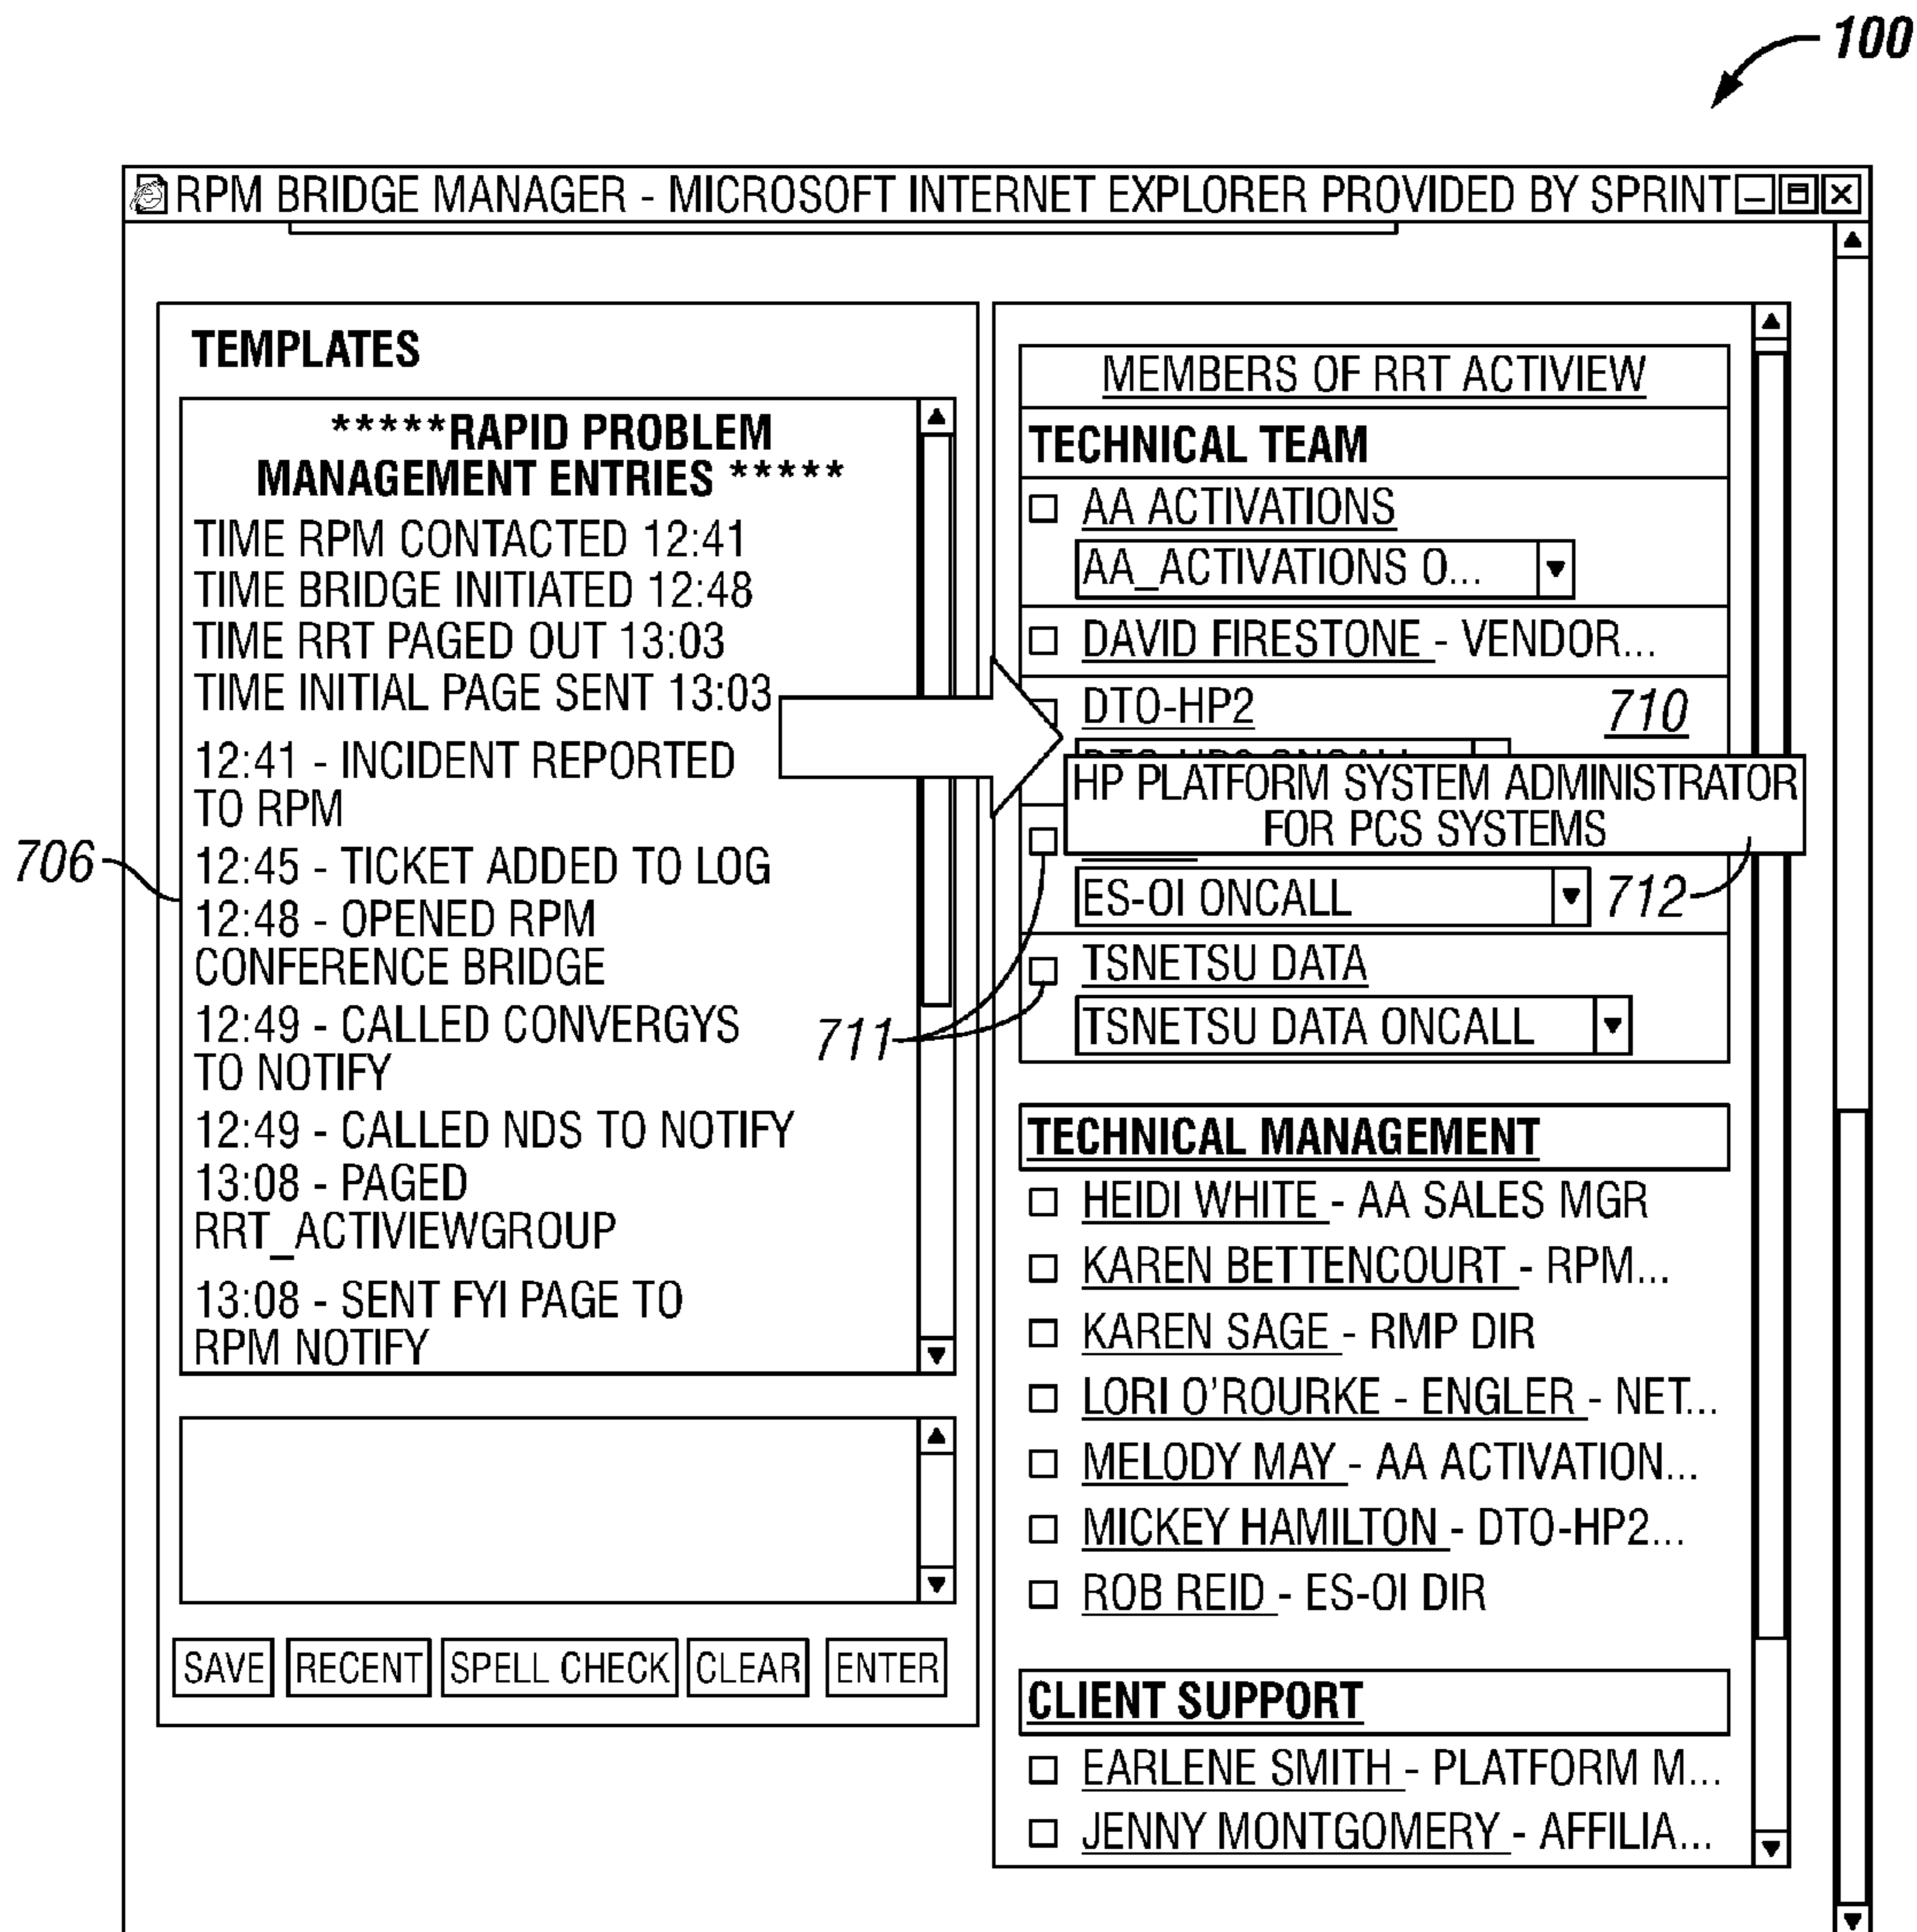 100
RPM BRIDGE MANAGER - MICROSOFT INTERNET EXPLORER PROVIDED BY SPRINT
TEMPLATES
*****RAPID PROBLEM
MANAGEMENT ENTRIES *****
TIME RPM CONTACTED 12:41
TIME BRIDGE INITIATED 12:48
TIME RRT PAGED OUT 13:03
TIME INITIAL PAGE SENT 13:03
12:41 - INCIDENT REPORTED
TO RPM
12:45 - TICKET ADDED TO LOG
12:48 - OPENED RPM
CONFERENCE BRIDGE
12:49 - CALLED CONVERGYS
TO NOTIFY
12:49 - CALLED NDS TO NOTIFY
13:08 - PAGED
RRT_ACTIVIEWGROUP
13:08 - SENT FYI PAGE TO
RPM NOTIFY
706
SAVE
RECENT
SPELL CHECK
CLEAR
ENTER
MEMBERS OF RRT ACTIVIEW
TECHNICAL TEAM
AA ACTIVATIONS
AA_ACTIVATIONS O...
DAVID FIRESTONE - VENDOR...
DTO-HP2
710
HP PLATFORM SYSTEM ADMINISTRATOR
FOR PCS SYSTEMS
ES-OI ONCALL
712
TSNETSU DATA
TSNETSU DATA ONCALL
711
TECHNICAL MANAGEMENT
HEIDI WHITE - AA SALES MGR
KAREN BETTENCOURT - RPM...
KAREN SAGE - RMP DIR
LORI O'ROURKE - ENGLER - NET...
MELODY MAY - AA ACTIVATION...
MICKEY HAMILTON - DTO-HP2...
ROB REID - ES-OI DIR
CLIENT SUPPORT
EARLENE SMITH - PLATFORM M...
JENNY MONTGOMERY - AFFILIA...